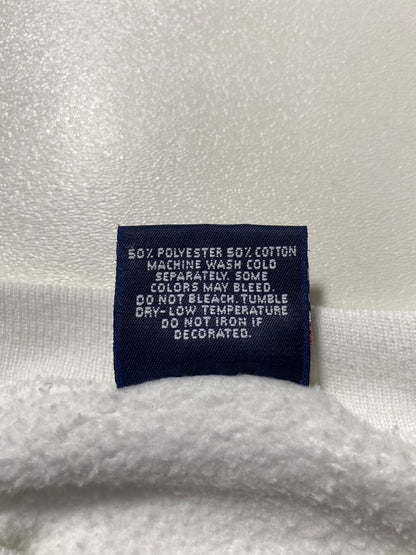 50% POLYESTER 50% COTTON
MACHINE WASH COLD
SEPARATELY. SOME
COLORS MAY BLEED.
DO NOT BLEACH. TUMBLE
DRY-LOW TEMPERATURE
DO NOT IRON IF
DECORATED.